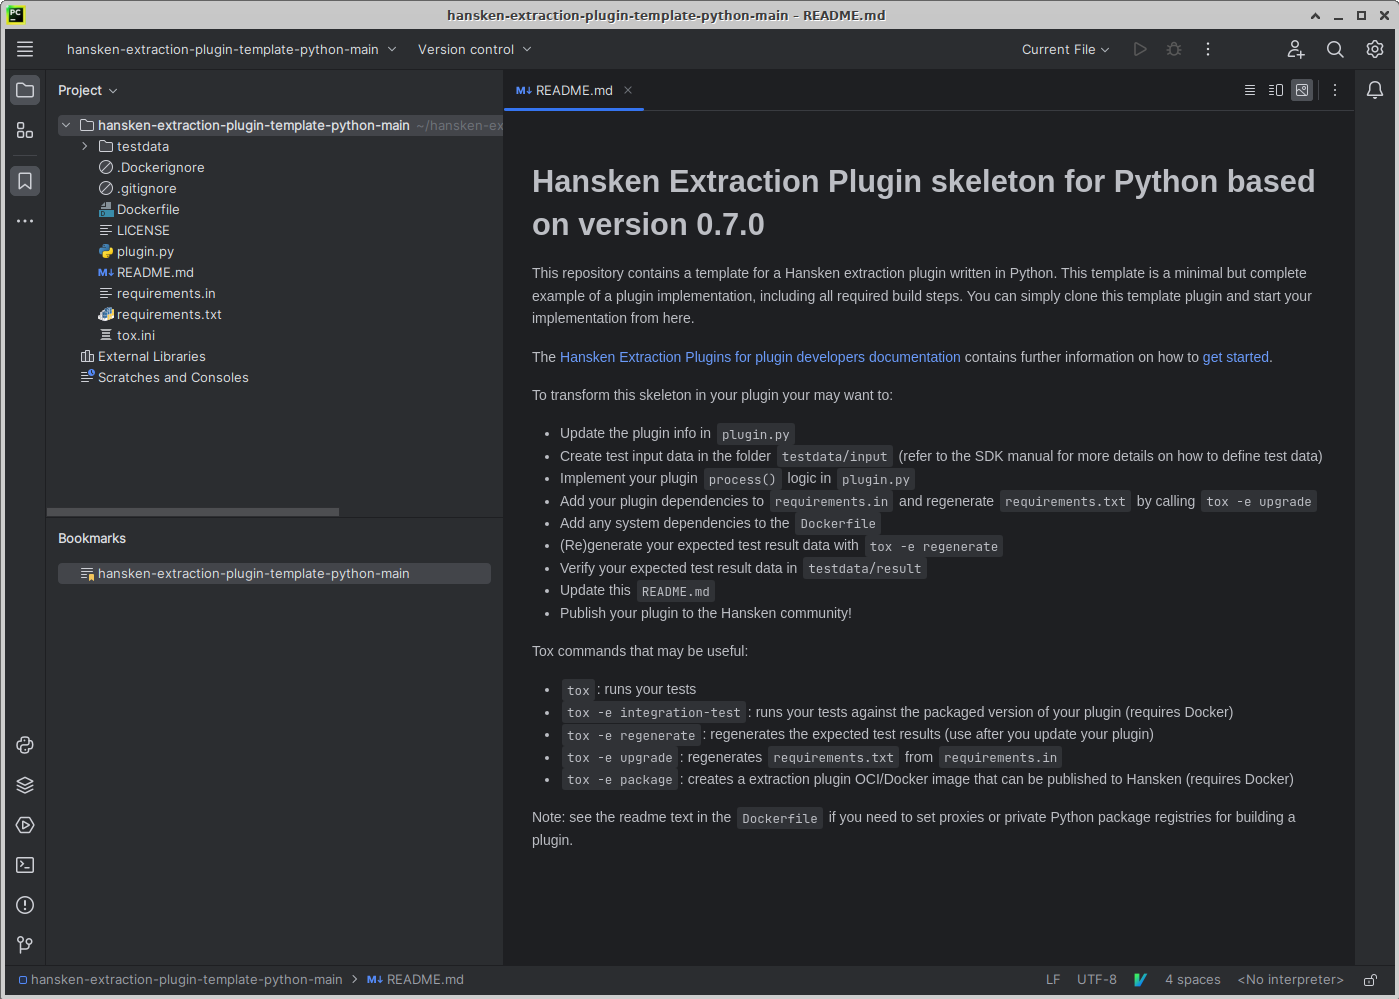 hansken-extraction-plugin-template-python-main – README.md
hansken-extraction-plugin-template-python-main Version control Current File
Project
README.md
hansken-extraction-plugin-template-python-main ~/hansken-ex
testdata
.Dockerignore
.gitignore
Dockerfile
LICENSE
plugin.py
README.md
requirements.in
requirements.txt
tox.ini
External Libraries
Scratches and Consoles
Bookmarks
hansken-extraction-plugin-template-python-main
Hansken Extraction Plugin skeleton for Python based
on version 0.7.0
This repository contains a template for a Hansken extraction plugin written in Python. This template is a minimal but complete
example of a plugin implementation, including all required build steps. You can simply clone this template plugin and start your
implementation from here.
The Hansken Extraction Plugins for plugin developers documentation contains further information on how to get started.
To transform this skeleton in your plugin your may want to:
• Update the plugin info in plugin.py
• Create test input data in the folder testdata/input (refer to the SDK manual for more details on how to define test data)
• Implement your plugin process() logic in plugin.py
• Add your plugin dependencies to requirements.in and regenerate requirements.txt by calling tox -e upgrade
• Add any system dependencies to the Dockerfile
• (Re)generate your expected test result data with tox -e regenerate
• Verify your expected test result data in testdata/result
• Update this README.md
• Publish your plugin to the Hansken community!
Tox commands that may be useful:
• tox : runs your tests
• tox -e integration-test : runs your tests against the packaged version of your plugin (requires Docker)
• tox -e regenerate : regenerates the expected test results (use after you update your plugin)
• tox -e upgrade : regenerates requirements.txt from requirements.in
• tox -e package : creates a extraction plugin OCI/Docker image that can be published to Hansken (requires Docker)
Note: see the readme text in the Dockerfile if you need to set proxies or private Python package registries for building a
plugin.
hansken-extraction-plugin-template-python-main > M↓ README.md LF UTF-8 4 spaces <No interpreter>